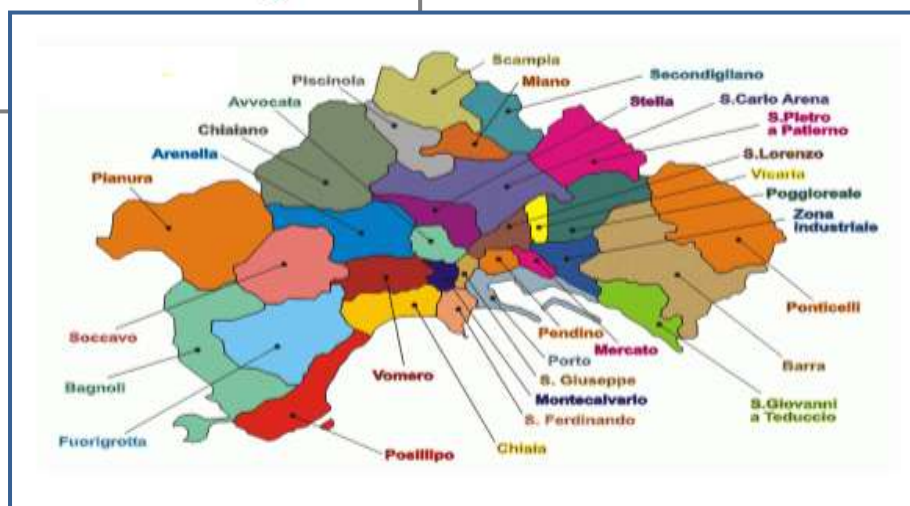 Scampia
Miano
Secondigliano
Piscinola
Avvocata
Stella
S.Carlo Arena
Chiaiano
S.Pietro
a Patierno
Arenella
S.Lorenzo
Pianura
Vicaria
Poggioreale
Zona
Industriale
Ponticelli
Soccavo
Pendino
Mercato
Porto
Barra
Bagnoli
Vomero
S. Giuseppe
Montecalvario
S.Giovanni
a Teduccio
S. Ferdinando
Fuorigrotta
Posillipo
Chiaia